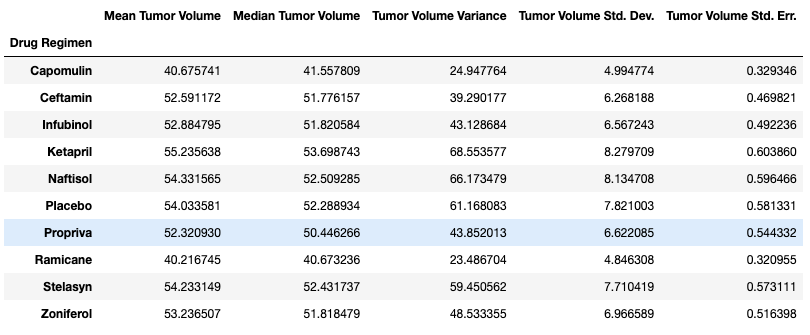 Mean Tumor Volume Median Tumor Volume Tumor Volume Variance Tumor Volume Std. Dev. Tumor Volume Std. Err.
Drug Regimen
Capomulin 40.675741 41.557809 24.947764 4.994774 0.329346
Ceftamin 52.591172 51.776157 39.290177 6.268188 0.469821
Infubinol 52.884795 51.820584 43.128684 6.567243 0.492236
Ketapril 55.235638 53.698743 68.553577 8.279709 0.603860
Naftisol 54.331565 52.509285 66.173479 8.134708 0.596466
Placebo 54.033581 52.288934 61.168083 7.821003 0.581331
Propriva 52.320930 50.446266 43.852013 6.622085 0.544332
Ramicane 40.216745 40.673236 23.486704 4.846308 0.320955
Stelasyn 54.233149 52.431737 59.450562 7.710419 0.573111
Zoniferol 53.236507 51.818479 48.533355 6.966589 0.516398